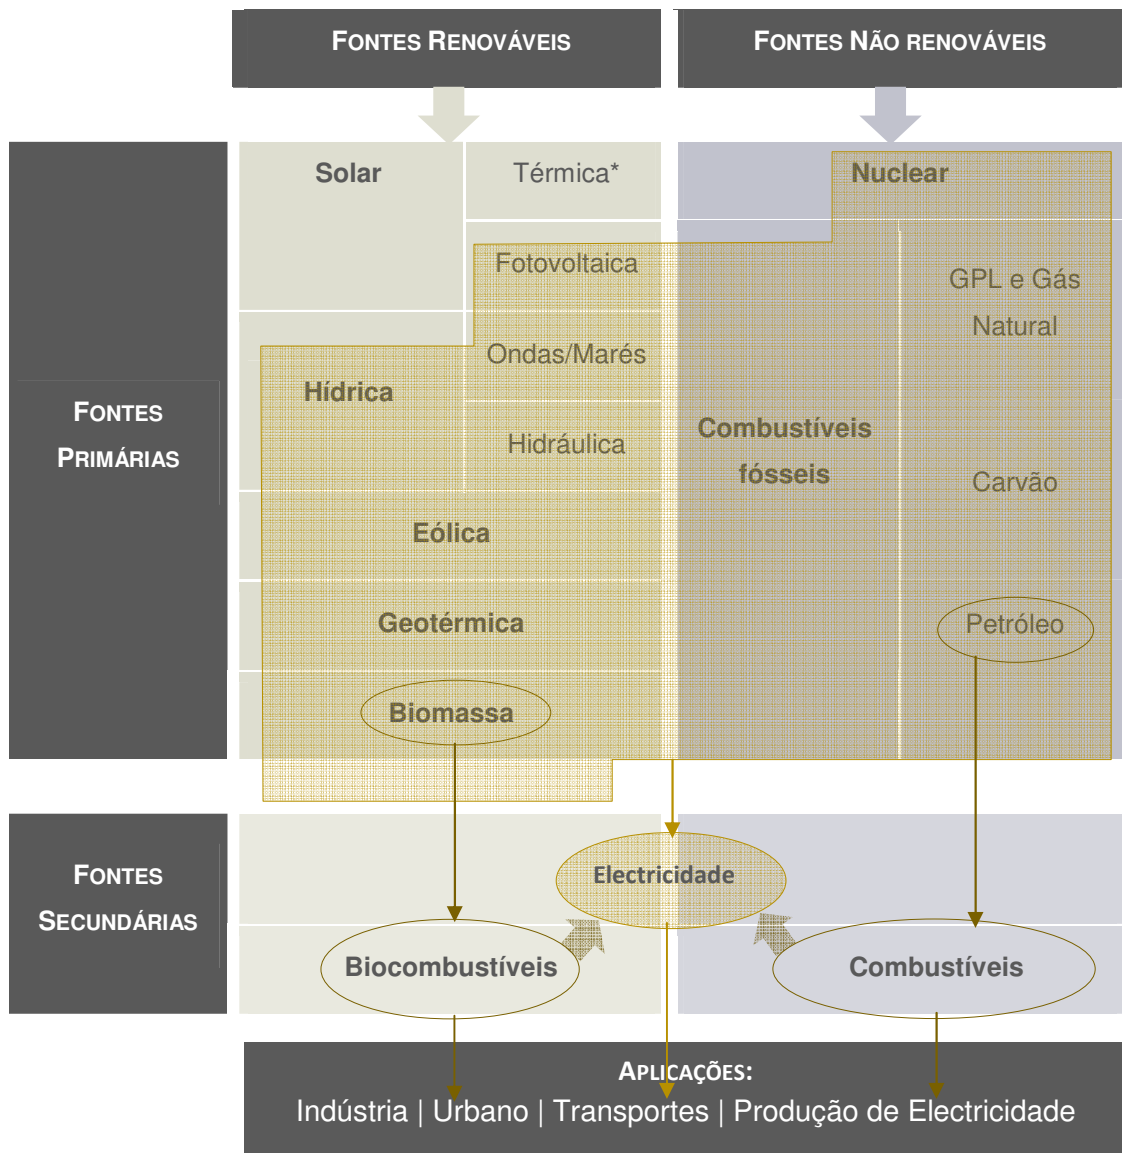 FONTES RENOVÁVEIS
FONTES NÃO RENOVÁVEIS
FONTES
PRIMÁRIAS
Solar
Térmica*
Nuclear
Fotovoltaica
GPL e Gás
Natural
Ondas/Marés
Hídrica
Hidráulica
Combustíveis
fósseis
Carvão
Eólica
Geotérmica
Petróleo
Biomassa
FONTES
SECUNDÁRIAS
Electricidade
Biocombustíveis
Combustíveis
APLICAÇÕES:
Indústria | Urbano | Transportes | Produção de Electricidade